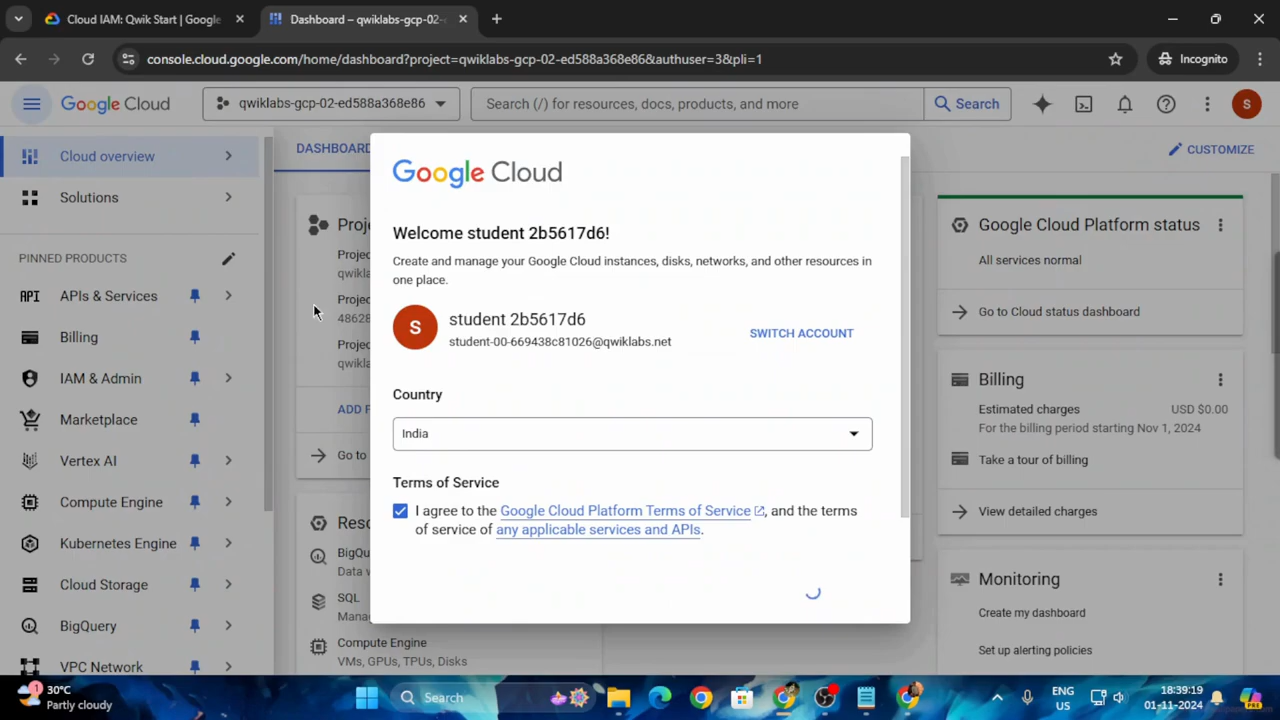 Cloud IAM: Qwik Start | Google
Dashboard – qwiklabs-gcp-02-
console.cloud.google.com/home/dashboard?project=qwiklabs-gcp-02-ed588a368e86&authuser=3&pli=1
Incognito
Google Cloud
qwiklabs-gcp-02-ed588a368e86
Search (/) for resources, docs, products, and more
Search
S
Cloud overview
Solutions
PINNED PRODUCTS
API APIs & Services
Billing
IAM & Admin
Marketplace
Vertex AI
Compute Engine
Kubernetes Engine
Cloud Storage
BigQuery
VPC Network
DASHBOARD
CUSTOMIZE
Proje
Projec
qwikla
Projec
48628
Projec
qwikla
ADD P
Go to
Reso
BigQu
Data w
SQL
Mana
Compute Engine
VMs, GPUs, TPUs, Disks
Google Cloud
Welcome student 2b5617d6!
Create and manage your Google Cloud instances, disks, networks, and other resources in
one place.
S
student 2b5617d6
student-00-669438c81026@qwiklabs.net
SWITCH ACCOUNT
Country
India
Terms of Service
I agree to the Google Cloud Platform Terms of Service, and the terms
of service of any applicable services and APIs.
Google Cloud Platform status
All services normal
Go to Cloud status dashboard
Billing
Estimated charges USD $0.00
For the billing period starting Nov 1, 2024
Take a tour of billing
View detailed charges
Monitoring
Create my dashboard
Set up alerting policies
1
30°C
Partly cloudy
Search
ENG
US
18:39:19
01-11-2024
PRE